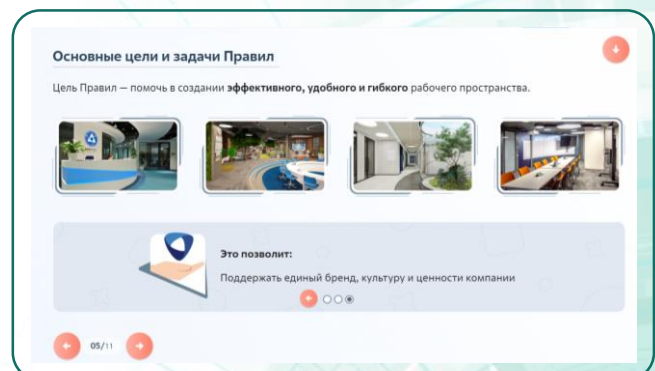 Основные цели и задачи Правил
Цель Правил — помочь в создании эффективного, удобного и гибкого рабочего пространства.
Это позволит:
Поддержать единый бренд, культуру и ценности компании
05/11